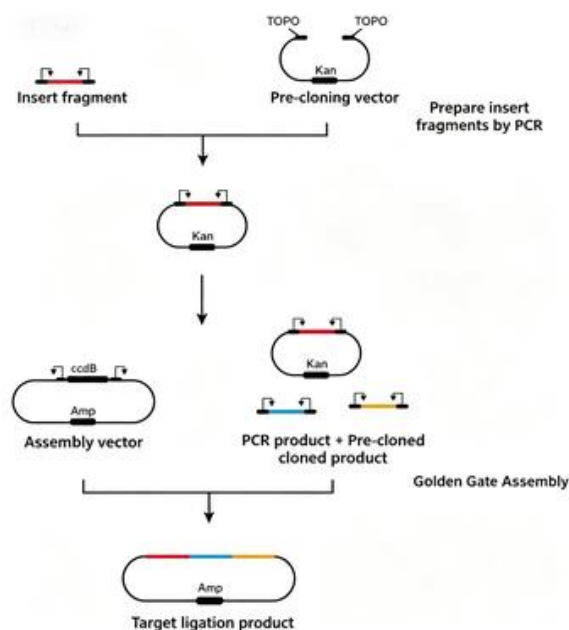 TOPO
TOPO
Kan
Insert fragment
Pre-cloning vector
Prepare insert
fragments by PCR
Kan
ccdB
Amp
Assembly vector
Kan
PCR product + Pre-cloned
cloned product
Golden Gate Assembly
Amp
Target ligation product